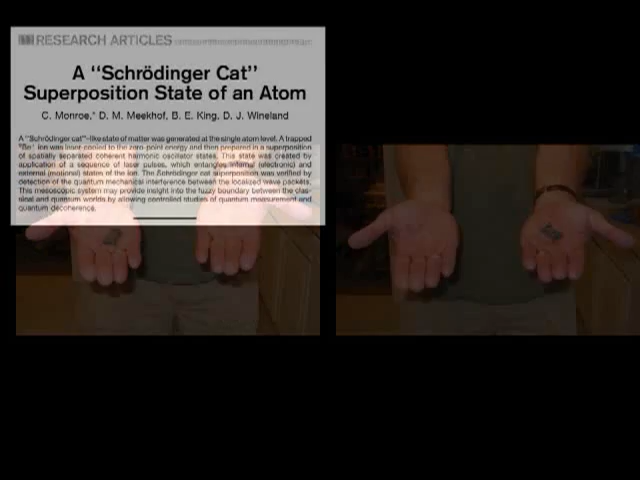 RESEARCH ARTICLES
A “Schrödinger Cat”
Superposition State of an Atom
C. Monroe,* D. M. Meekhof, B. E. King, D. J. Wineland
A "Schrödinger cat"-like state of matter was generated at the single atom level. A trapped
⁹Be⁺ ion was laser-cooled to the zero-point energy and then prepared in a superposition
of spatially separated coherent harmonic oscillator states. This state was created by
application of a sequence of laser pulses, which entangles internal (electronic) and
external (motional) states of the ion. The Schrödinger cat superposition was verified by
detection of the quantum mechanical interference between the localized wave packets.
This mesoscopic system may provide insight into the fuzzy boundary between the clas-
sical and quantum worlds by allowing controlled studies of quantum measurement and
quantum decoherence.